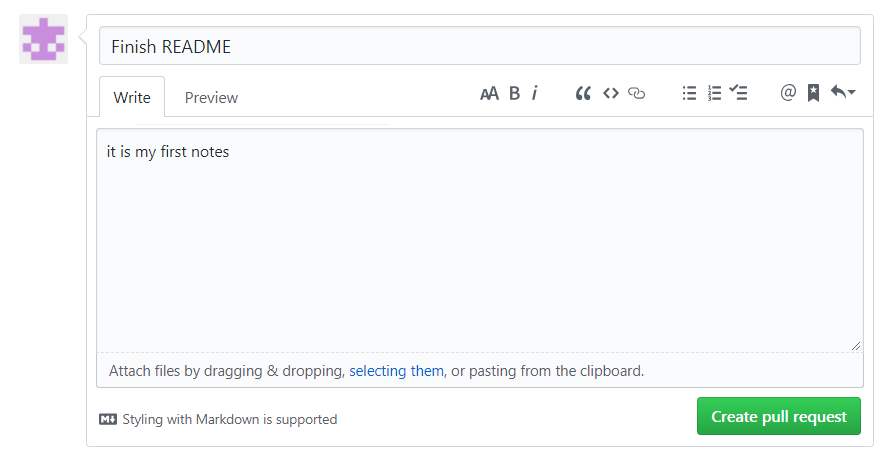 Finish README
Write Preview AA B i @
it is my first notes
Attach files by dragging & dropping, selecting them, or pasting from the clipboard.
Styling with Markdown is supported Create pull request